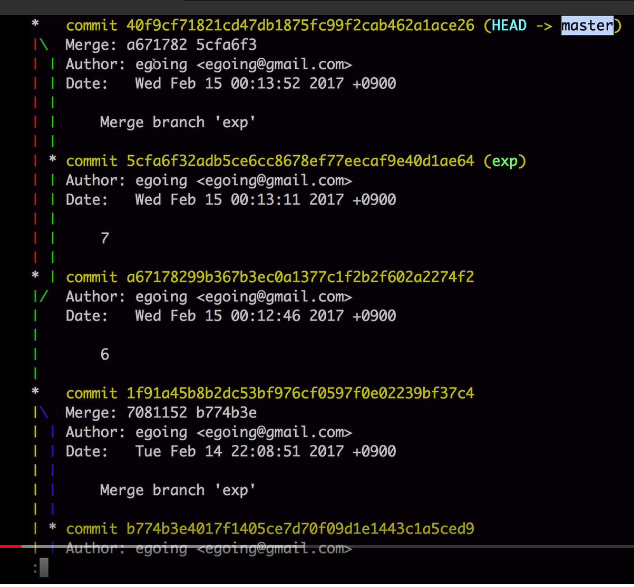 * commit 40f9cf71821cd47db1875fc99f2cab462a1ace26 (HEAD -> master)
|\ Merge: a671782 5cfa6f3
| | Author: egoing <egoing@gmail.com>
| | Date: Wed Feb 15 00:13:52 2017 +0900
| |
| | Merge branch 'exp'
| |
| * commit 5cfa6f32adb5ce6cc8678ef77eecaf9e40d1ae64 (exp)
| | Author: egoing <egoing@gmail.com>
| | Date: Wed Feb 15 00:13:11 2017 +0900
| |
| | 7
| |
* | commit a67178299b367b3ec0a1377c1f2b2f602a2274f2
|/ Author: egoing <egoing@gmail.com>
| Date: Wed Feb 15 00:12:46 2017 +0900
|
| 6
|
* commit 1f91a45b8b2dc53bf976cf0597f0e02239bf37c4
|\ Merge: 7081152 b774b3e
| | Author: egoing <egoing@gmail.com>
| | Date: Tue Feb 14 22:08:51 2017 +0900
| |
| | Merge branch 'exp'
| |
| * commit b774b3e4017f1405ce7d70f09d1e1443c1a5ced9
| | Author: egoing <egoing@gmail.com>
: